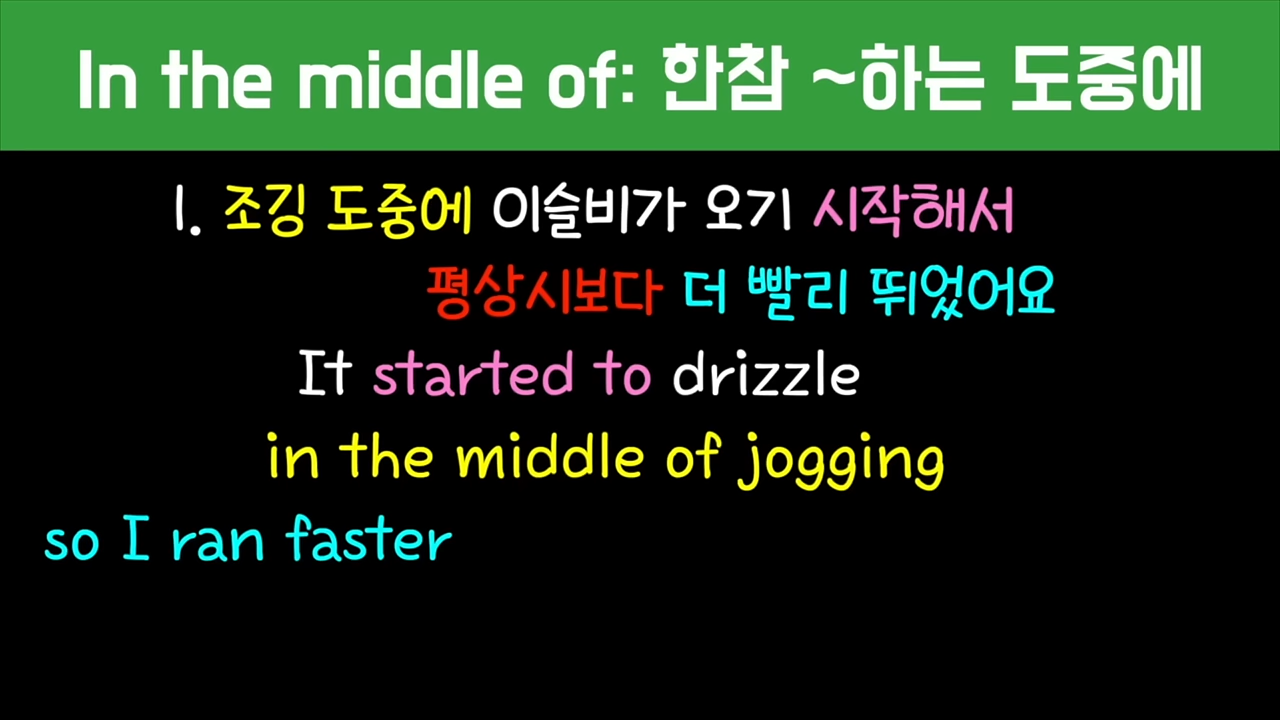 In the middle of: 한참 ~하는 도중에
1. 조깅 도중에 이슬비가 오기 시작해서
평상시보다 더 빨리 뛰었어요
It started to drizzle
in the middle of jogging
so I ran faster